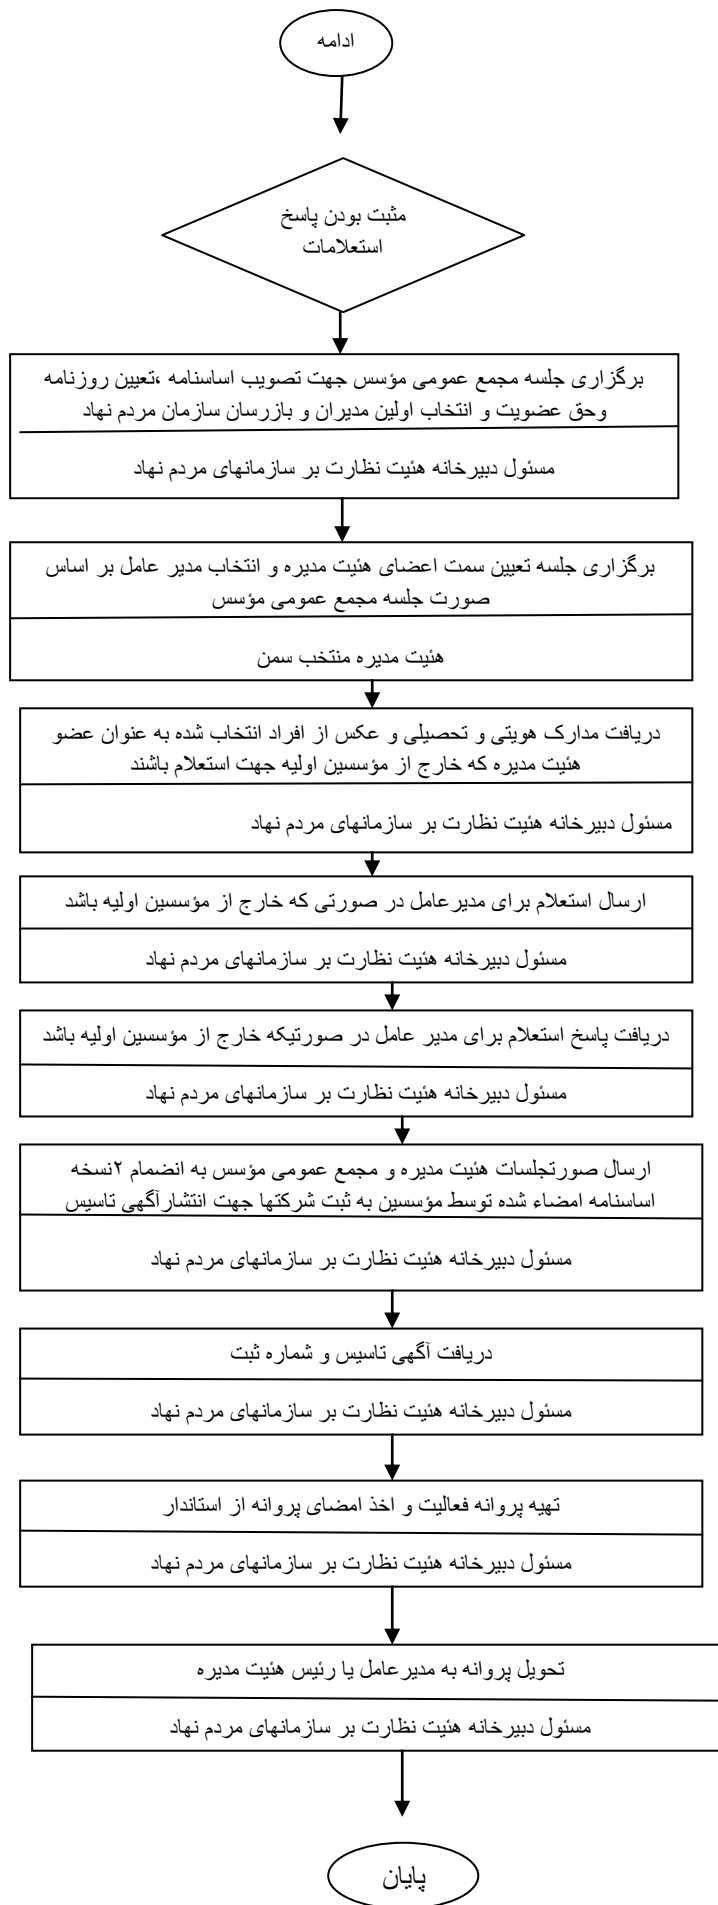 ادامه
مثبت بودن پاسخ
استعلامات
برگزاری جلسه مجمع عمومی مؤسس جهت تصویب اساسنامه ،تعیین روزنامه
وحق عضویت و انتخاب اولین مدیران و بازرسان سازمان مردم نهاد
مسئول دبیرخانه هئیت نظارت بر سازمانهای مردم نهاد
برگزاری جلسه تعیین سمت اعضای هئیت مدیره و انتخاب مدیر عامل بر اساس
صورت جلسه مجمع عمومی مؤسس
هئیت مدیره منتخب سمن
دریافت مدارک هویتی و تحصیلی و عکس از افراد انتخاب شده به عنوان عضو
هئیت مدیره که خارج از مؤسسین اولیه جهت استعلام باشند
مسئول دبیرخانه هئیت نظارت بر سازمانهای مردم نهاد
ارسال استعلام برای مدیرعامل در صورتی که خارج از مؤسسین اولیه باشد
مسئول دبیرخانه هئیت نظارت بر سازمانهای مردم نهاد
دریافت پاسخ استعلام برای مدیر عامل در صورتیکه خارج از مؤسسین اولیه باشد
مسئول دبیرخانه هئیت نظارت بر سازمانهای مردم نهاد
ارسال صورتجلسات هئیت مدیره و مجمع عمومی مؤسس به انضمام ۲نسخه
اساسنامه امضاء شده توسط مؤسسین به ثبت شرکتها جهت انتشارآگهی تاسیس
مسئول دبیرخانه هئیت نظارت بر سازمانهای مردم نهاد
دریافت آگهی تاسیس و شماره ثبت
مسئول دبیرخانه هئیت نظارت بر سازمانهای مردم نهاد
تهیه پروانه فعالیت و اخذ امضای پروانه از استاندار
مسئول دبیرخانه هئیت نظارت بر سازمانهای مردم نهاد
تحویل پروانه به مدیرعامل یا رئیس هئیت مدیره
مسئول دبیرخانه هئیت نظارت بر سازمانهای مردم نهاد
پایان